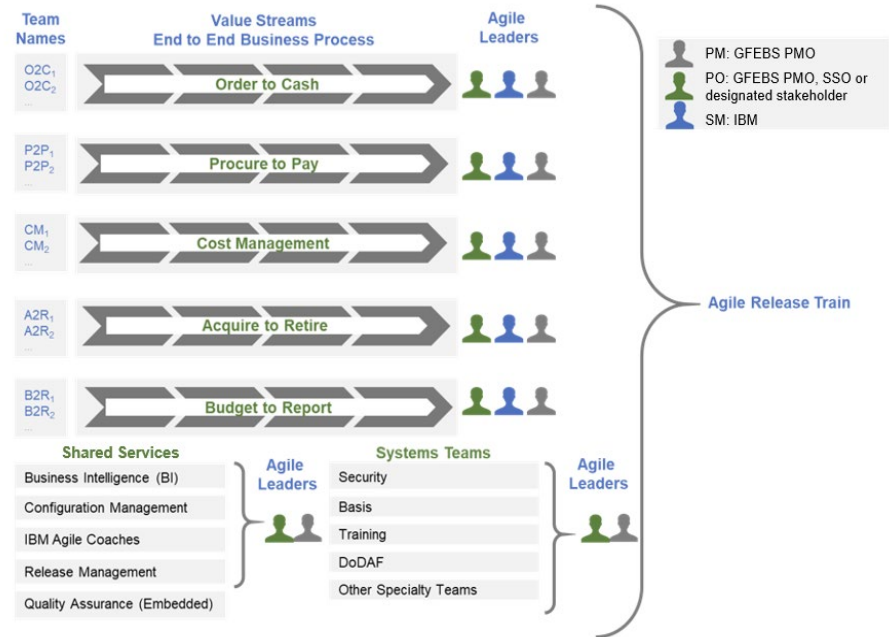 Team
Names
Value Streams
End to End Business Process
Agile
Leaders
O2C₁
O2C₂
...
Order to Cash
P2P₁
P2P₂
...
Procure to Pay
CM₁
CM₂
...
Cost Management
A2R₁
A2R₂
...
Acquire to Retire
B2R₁
B2R₂
...
Budget to Report
PM: GFEBS PMO
PO: GFEBS PMO, SSO or
designated stakeholder
SM: IBM
Agile Release Train
Shared Services
Business Intelligence (BI)
Configuration Management
IBM Agile Coaches
Release Management
Quality Assurance (Embedded)
Agile
Leaders
Systems Teams
Security
Basis
Training
DoDAF
Other Specialty Teams
Agile
Leaders